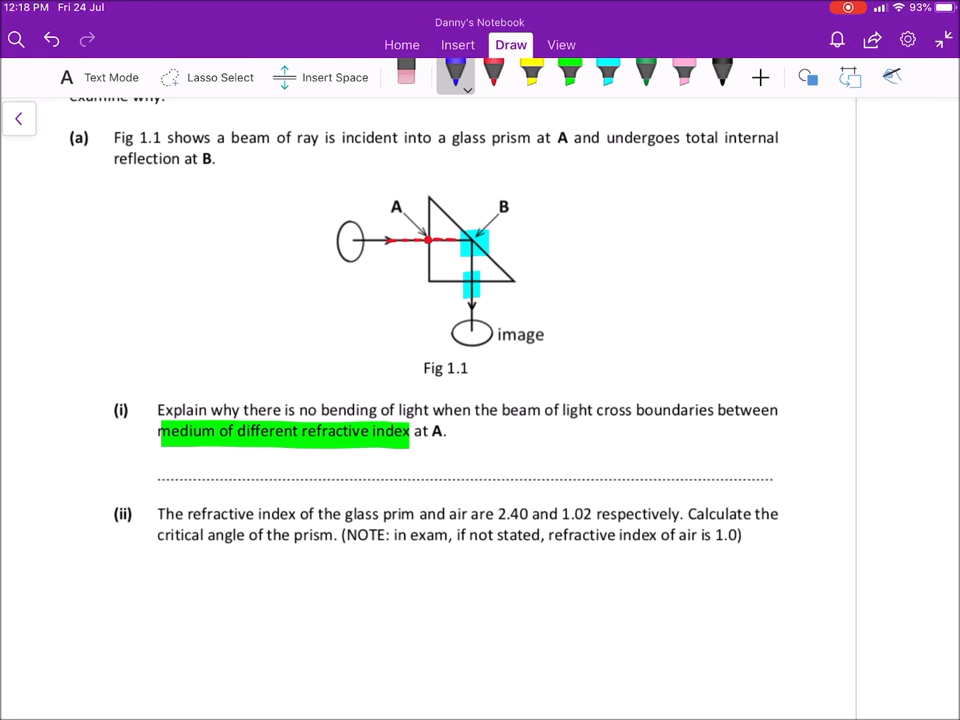 12:18 PM Fri 24 Jul
93%
Danny's Notebook
Home Insert Draw View
A Text Mode Lasso Select Insert Space
examine why.
(a) Fig 1.1 shows a beam of ray is incident into a glass prism at A and undergoes total internal
reflection at B.
A B
image
Fig 1.1
(i) Explain why there is no bending of light when the beam of light cross boundaries between
medium of different refractive index at A.
(ii) The refractive index of the glass prim and air are 2.40 and 1.02 respectively. Calculate the
critical angle of the prism. (NOTE: in exam, if not stated, refractive index of air is 1.0)